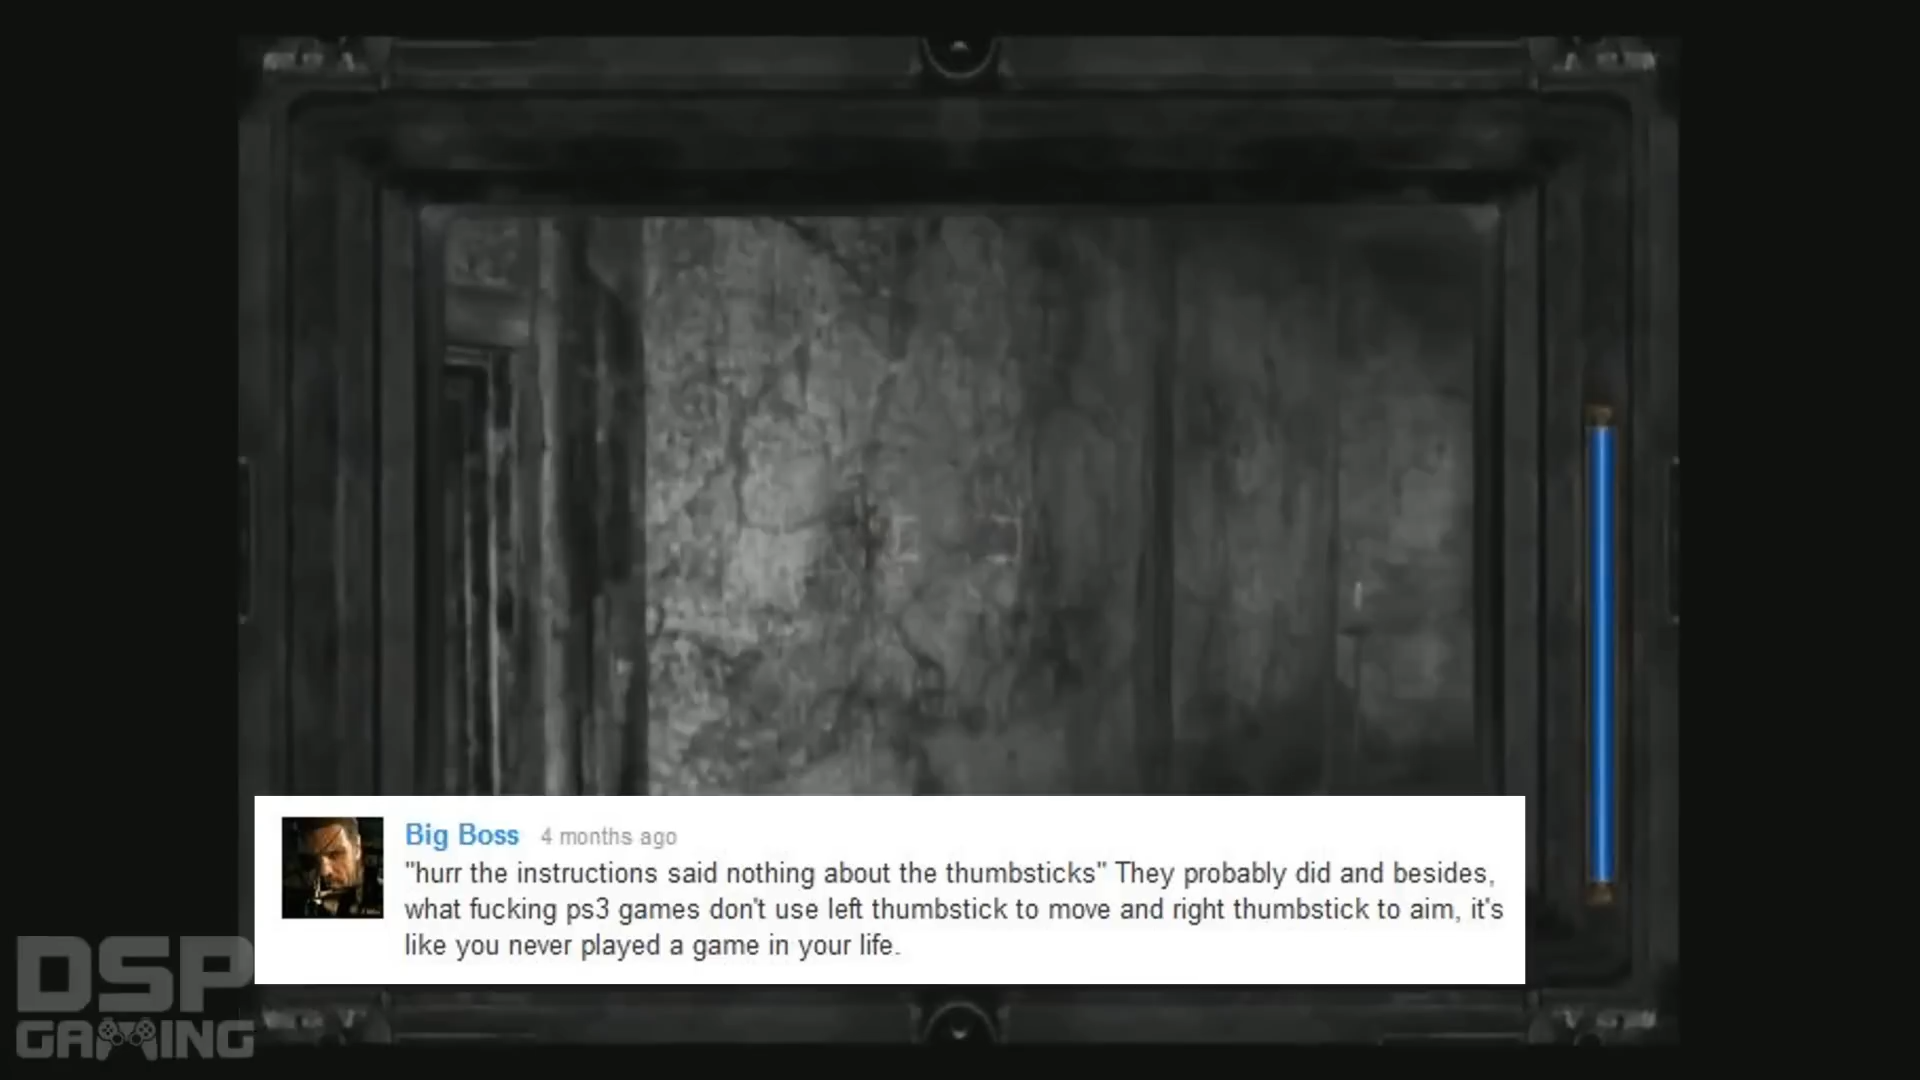 Big Boss 4 months ago
"hurr the instructions said nothing about the thumbsticks" They probably did and besides,
what fucking ps3 games don't use left thumbstick to move and right thumbstick to aim, it's
like you never played a game in your life.
DSP
GAMING